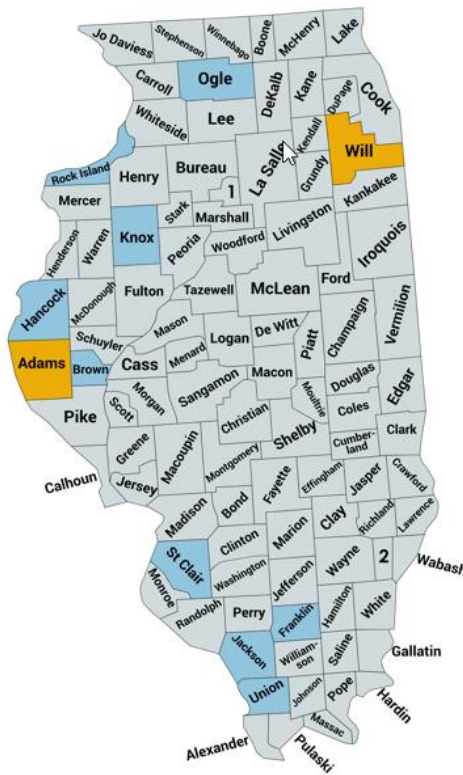 Jo Daviess
Stephenson
Winnebago
Boone
McHenry
Lake
Carroll
Ogle
DeKalb
Kane
DuPage
Cook
Whiteside
Lee
Kendall
Will
Rock Island
Henry
Bureau
La Salle
Grundy
Kankakee
Mercer
1
Stark
Marshall
Livingston
Iroquois
Henderson
Warren
Knox
Peoria
Woodford
Hancock
McDonough
Fulton
Tazewell
McLean
Ford
Vermilion
Schuyler
Mason
Logan
De Witt
Piatt
Champaign
Adams
Brown
Cass
Menard
Macon
Douglas
Edgar
Pike
Scott
Morgan
Sangamon
Christian
Moultrie
Coles
Shelby
Cumber-
land
Clark
Greene
Macoupin
Montgomery
Calhoun
Jersey
Fayette
Effingham
Jasper
Crawford
Madison
Bond
Clay
Richland
Lawrence
St Clair
Clinton
Marion
Wayne
2
Wabash
Monroe
Washington
Jefferson
Randolph
Perry
Franklin
Hamilton
White
Jackson
William-
son
Saline
Gallatin
Union
Johnson
Pope
Hardin
Massac
Alexander
Pulaski